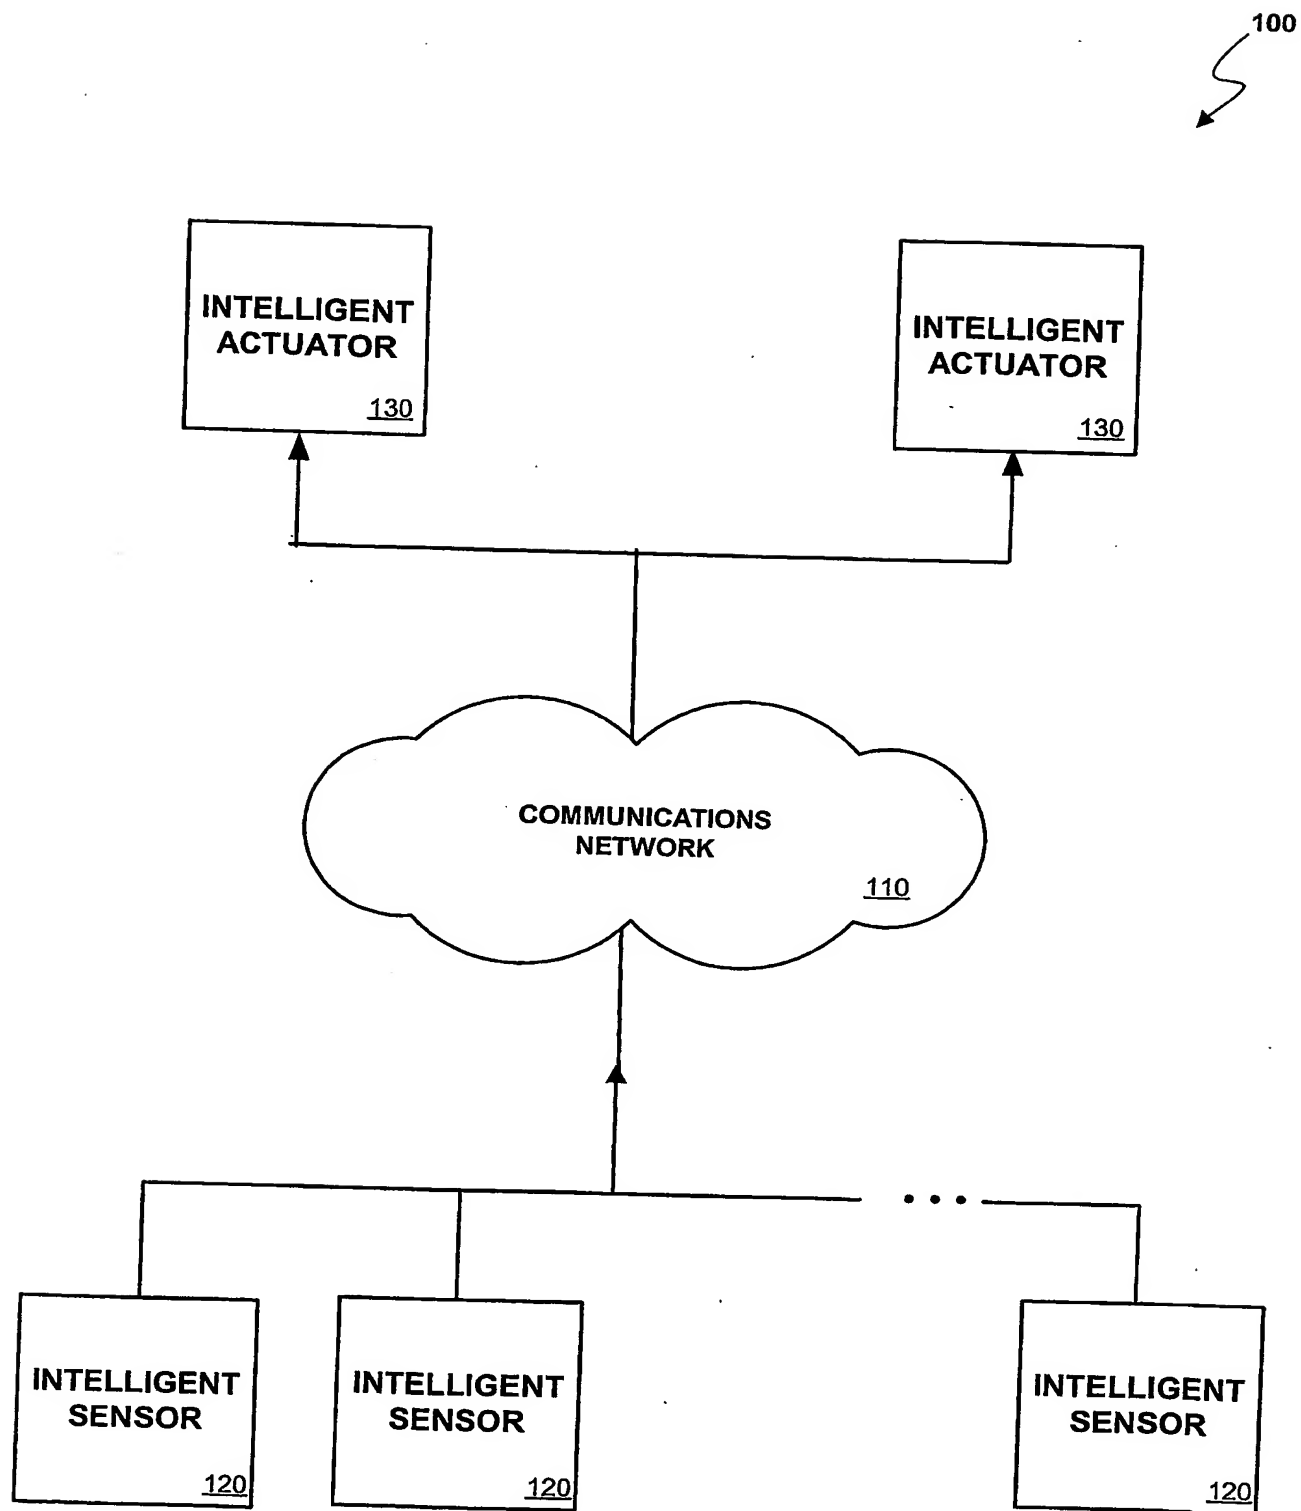 100
INTELLIGENT
ACTUATOR
130
INTELLIGENT
ACTUATOR
130
COMMUNICATIONS
NETWORK
110
INTELLIGENT
SENSOR
120
INTELLIGENT
SENSOR
120
INTELLIGENT
SENSOR
120